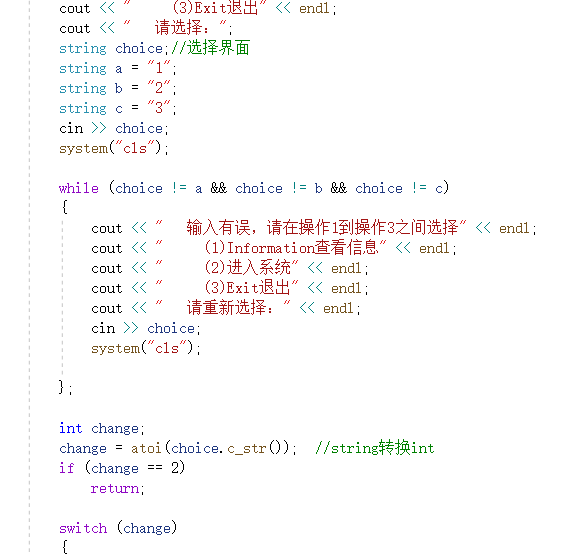 cout << "     (3)Exit退出" << endl;
cout << "   请选择：";
string choice;//选择界面
string a = "1";
string b = "2";
string c = "3";
cin >> choice;
system("cls");
while (choice != a && choice != b && choice != c)
{
cout << "   输入有误，请在操作1到操作3之间选择" << endl;
cout << "     (1)Information查看信息" << endl;
cout << "     (2)进入系统" << endl;
cout << "     (3)Exit退出" << endl;
cout << "   请重新选择：" << endl;
cin >> choice;
system("cls");
};
int change;
change = atoi(choice.c_str());  //string转换int
if (change == 2)
return;
switch (change)
{